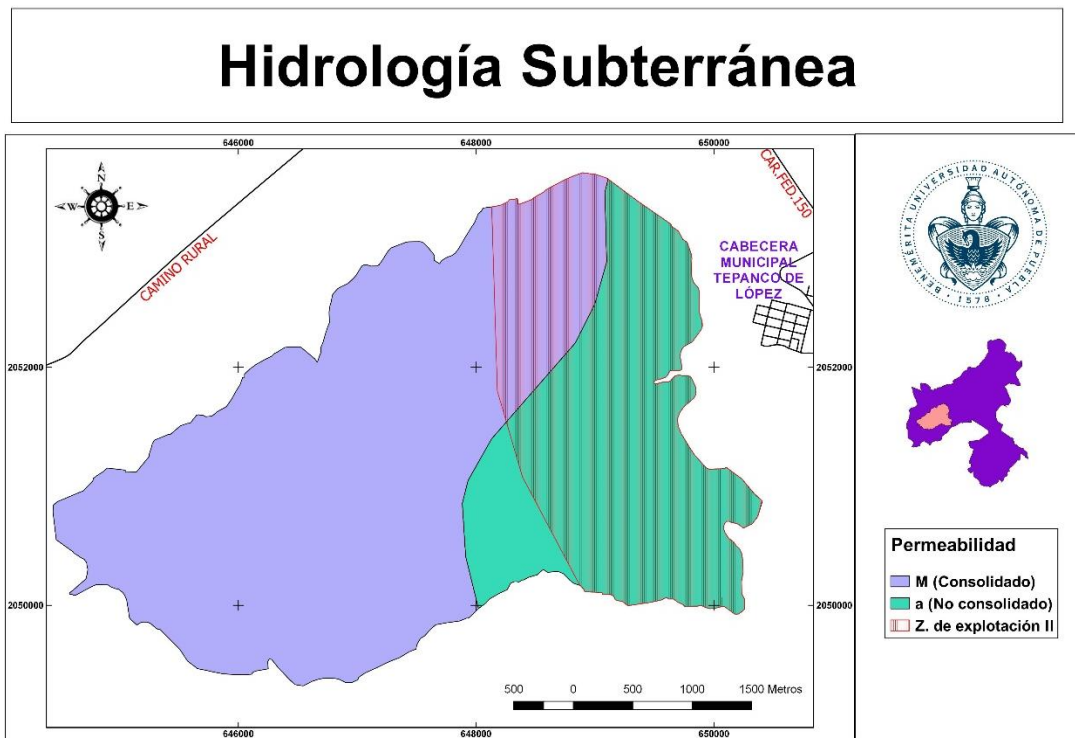 Hidrología Subterránea
646000
648000
650000
N
W
E
S
CAMINO RURAL
CAR.FED.150
CABECERA
MUNICIPAL
TEPANCO DE
LÓPEZ
2052000
2052000
2050000
2050000
500 0 500 1000 1500 Metros
646000
648000
650000
BENEMÉRITA UNIVERSIDAD AUTÓNOMA DE PUEBLA
· 1578 ·
Permeabilidad
M (Consolidado)
a (No consolidado)
Z. de explotación II